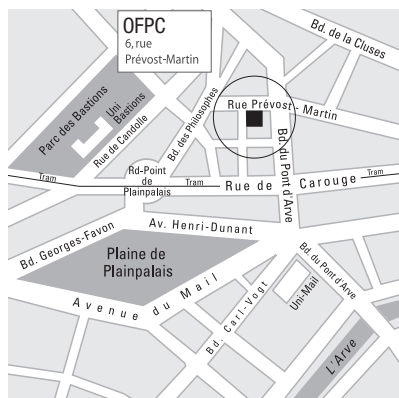 OFPC
6, rue
Prévost-Martin
Bd. de la Cluses
Parc des Bastions
Uni
Bastions
Rue de Candolle
Bd. des Philosophes
Rue Prévost-Martin
Bd. du Pont d'Arve
Tram
Rd-Point
de
Plainpalais
Tram
Rue de Carouge
Tram
Bd. Georges-Favon
Av. Henri-Dunant
Plaine de
Plainpalais
Avenue du Mail
Bd. Carl-Vogt
Uni-Mail
Bd. du Pont d'Arve
L'Arve